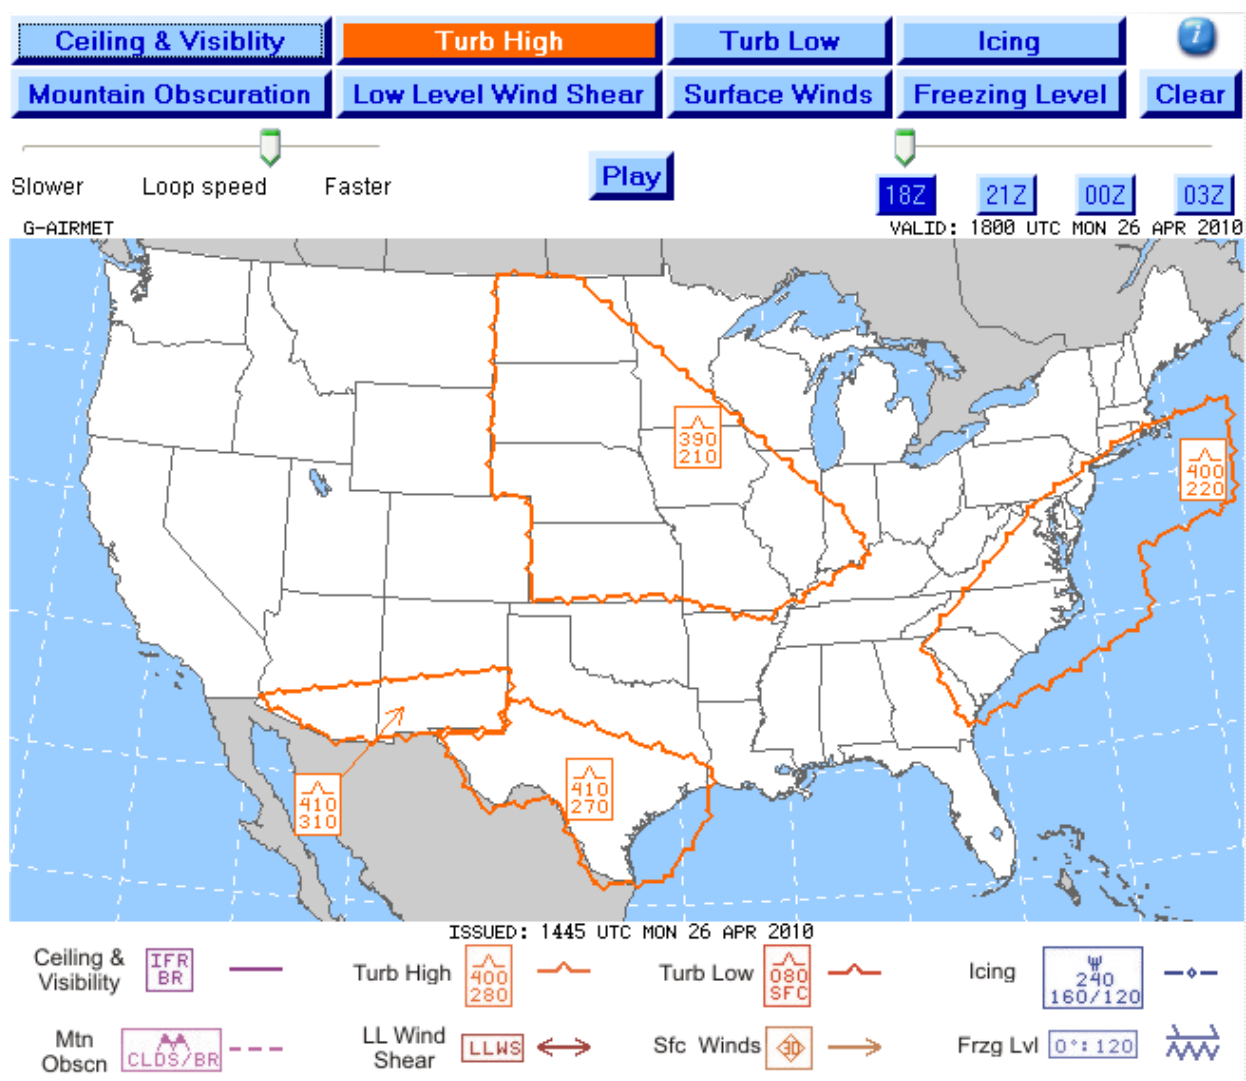 Ceiling & Visiblity Turb High Turb Low Icing i
Mountain Obscuration Low Level Wind Shear Surface Winds Freezing Level Clear
Slower Loop speed Faster Play 18Z 21Z 00Z 03Z
G-AIRMET VALID: 1800 UTC MON 26 APR 2010
390
210
400
220
410
310
410
270
ISSUED: 1445 UTC MON 26 APR 2010
Ceiling &
Visibility
IFR
BR
Turb High
400
280
Turb Low
080
SFC
Icing
240
160/120
Mtn
Obscn
CLDS/BR
LL Wind
Shear
LLWS
Sfc Winds
30
Frzg Lvl
0°:120